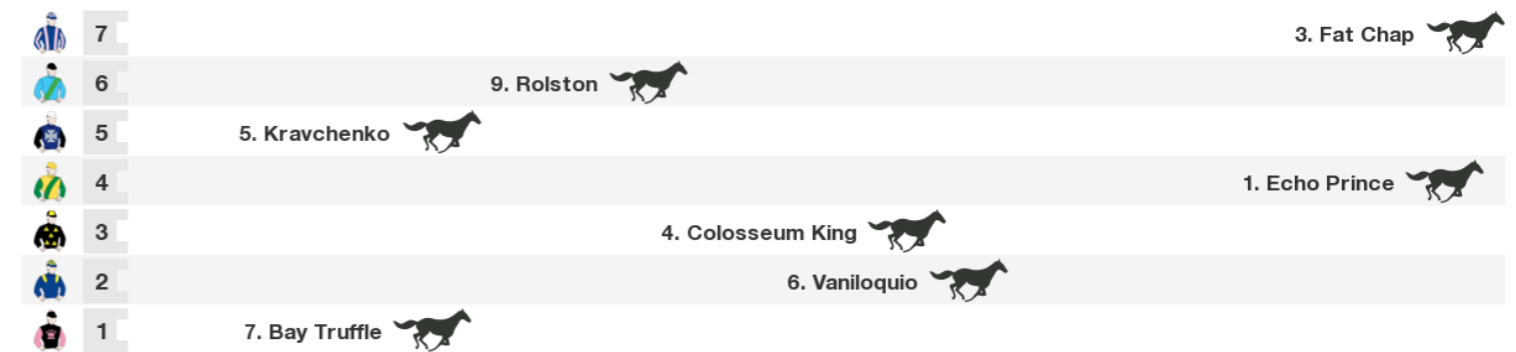 7 3. Fat Chap
6 9. Rolston
5 5. Kravchenko
4 1. Echo Prince
3 4. Colosseum King
2 6. Vaniloquio
1 7. Bay Truffle